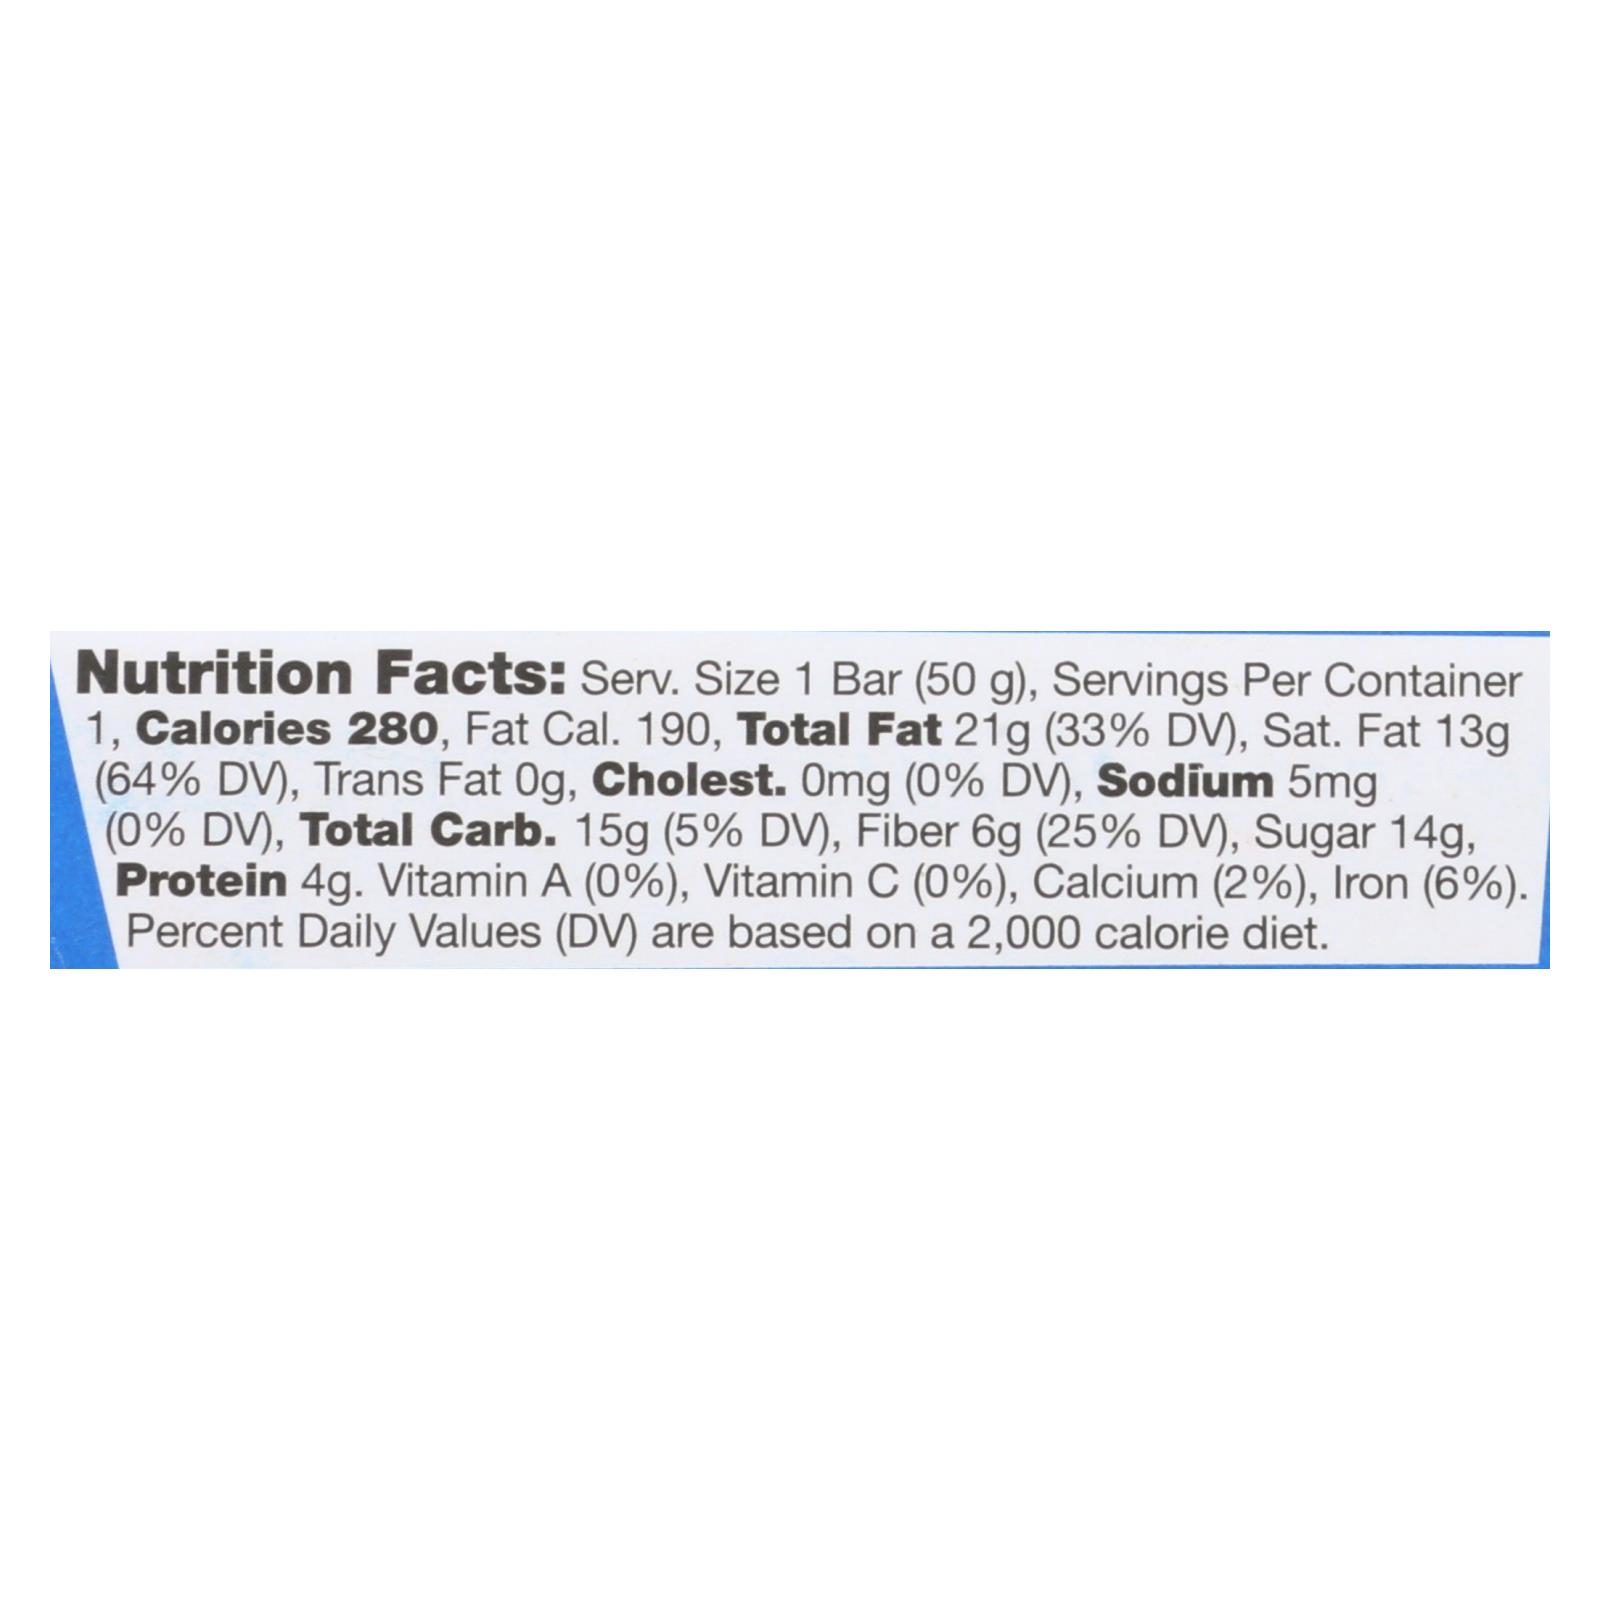 Nutrition Facts: Serv. Size 1 Bar (50 g), Servings Per Container
1, Calories 280, Fat Cal. 190, Total Fat 21g (33% DV), Sat. Fat 13g
(64% DV), Trans Fat 0g, Cholest. 0mg (0% DV), Sodium 5mg
(0% DV), Total Carb. 15g (5% DV), Fiber 6g (25% DV), Sugar 14g,
Protein 4g. Vitamin A (0%), Vitamin C (0%), Calcium (2%), Iron (6%).
Percent Daily Values (DV) are based on a 2,000 calorie diet.